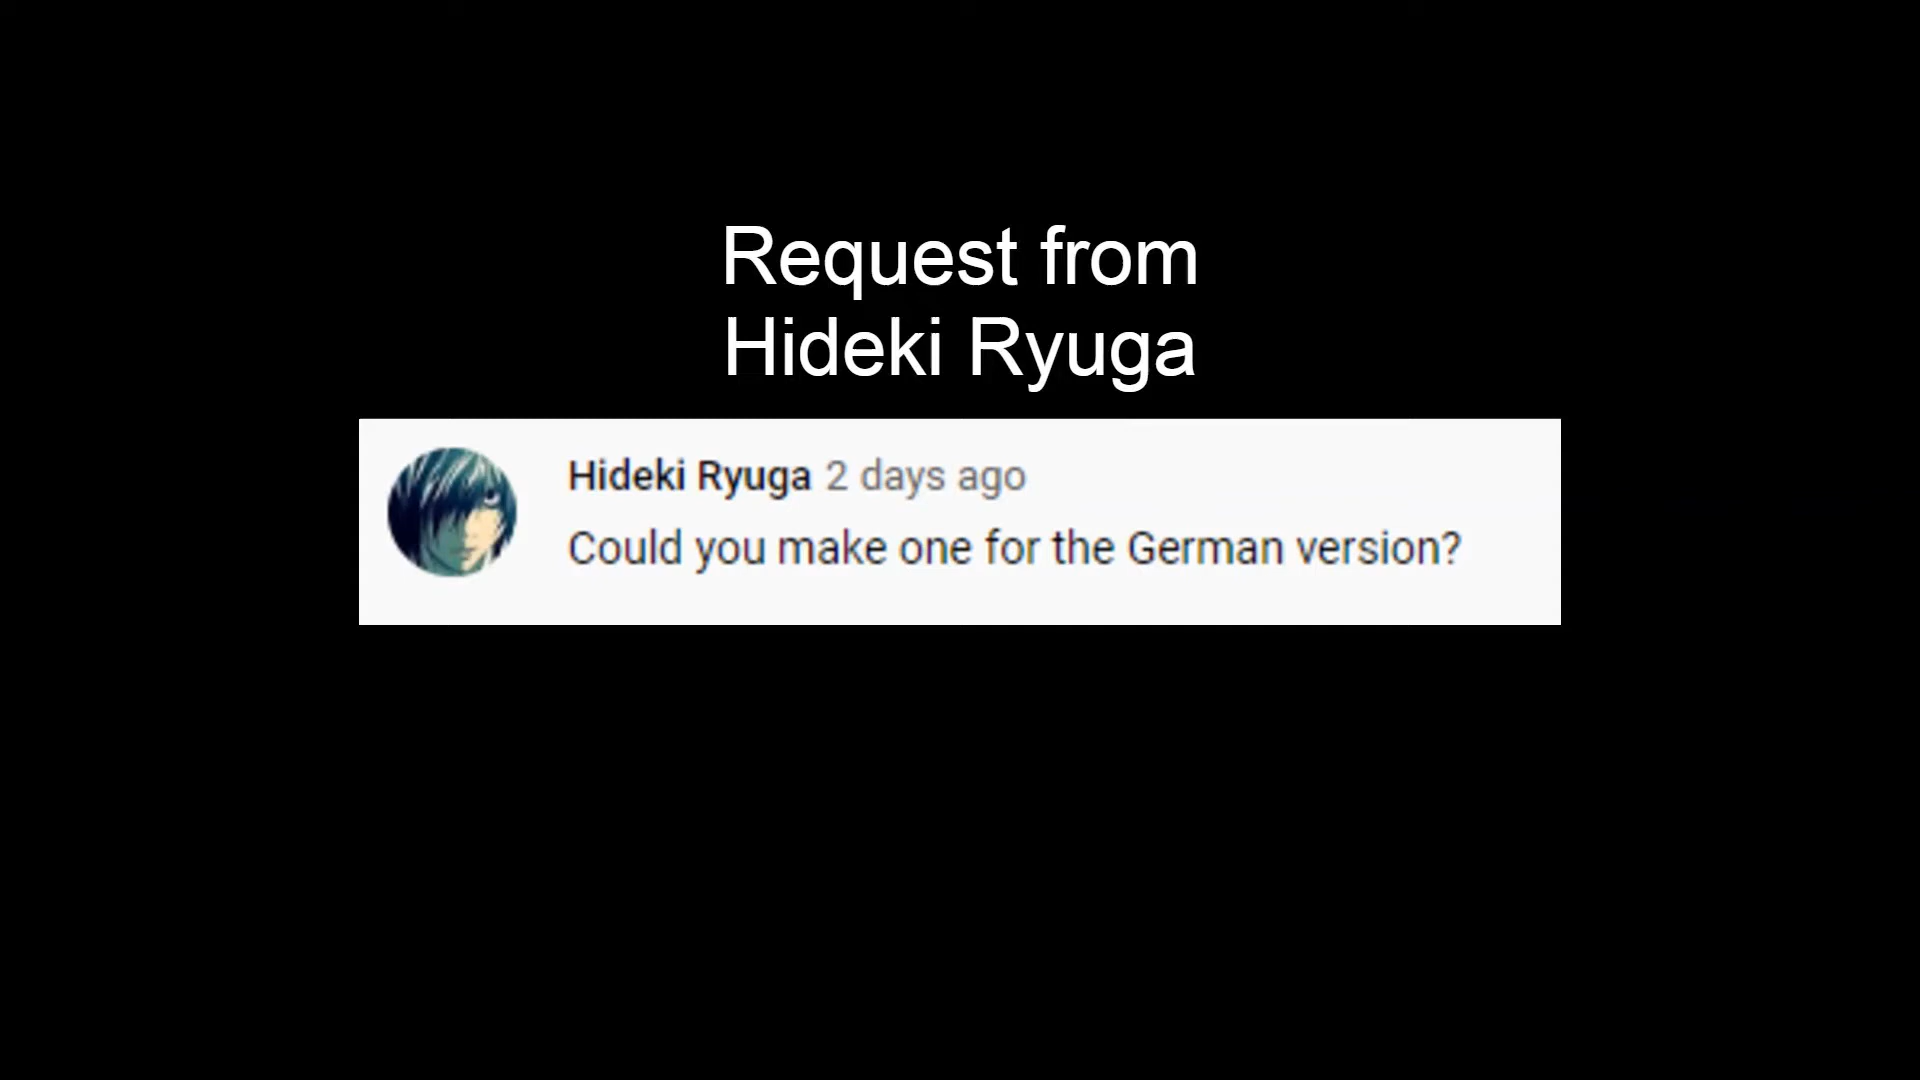 Request from
Hideki Ryuga
Hideki Ryuga 2 days ago
Could you make one for the German version?